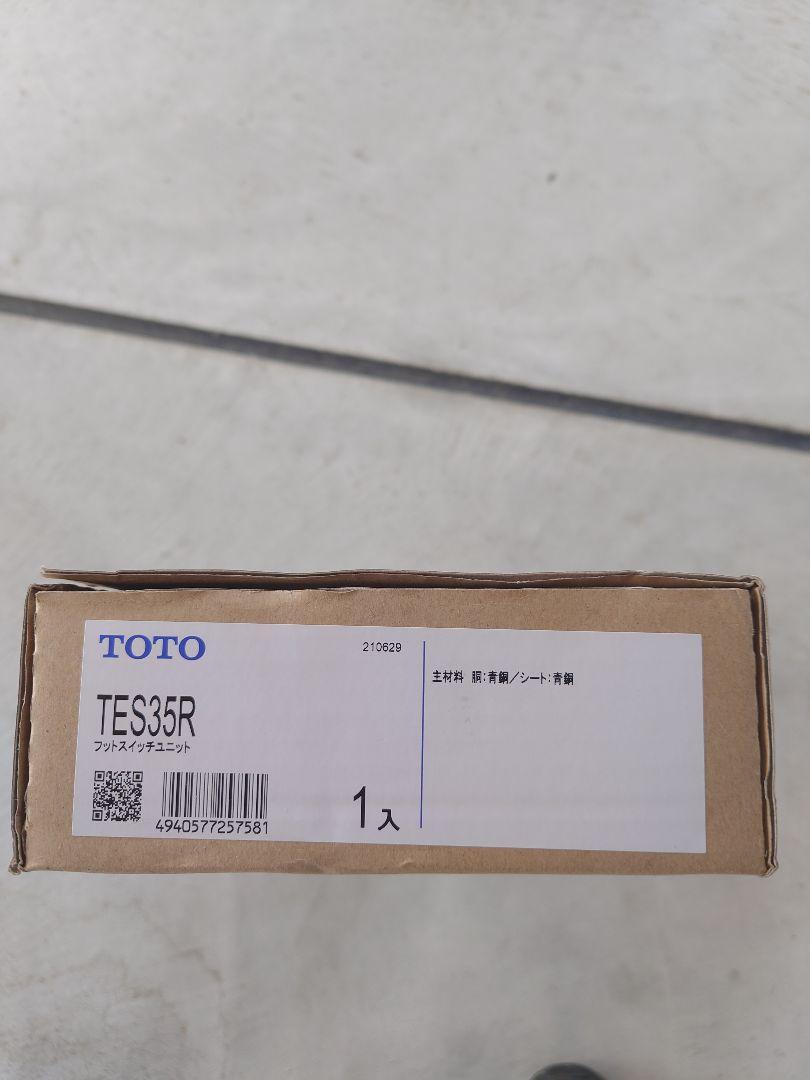 TOTO
210629
TES35R
フットスイッチユニット
4940577257581
1入
主材料 胴:青銅/シート:青銅